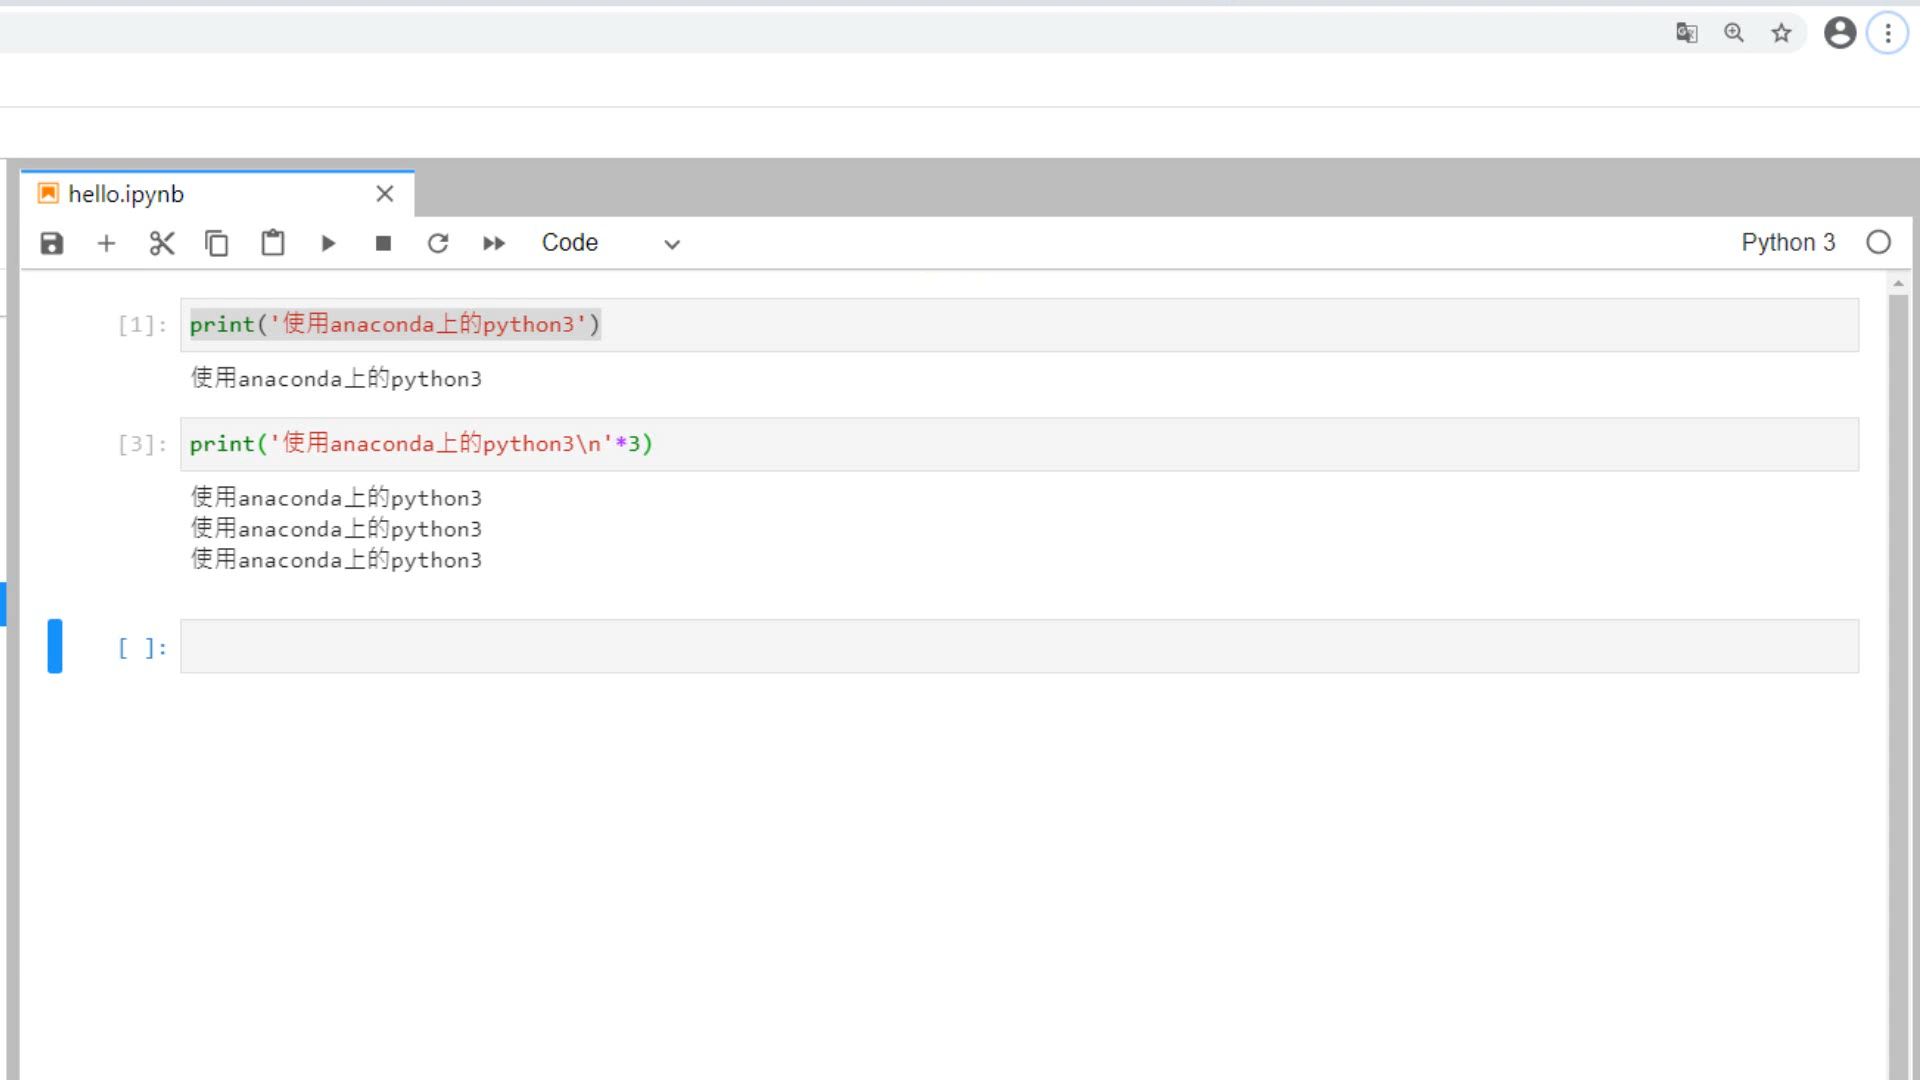 hello.ipynb
Code
Python 3
[1]: print('使用anaconda上的python3')
使用anaconda上的python3
[3]: print('使用anaconda上的python3\n'*3)
使用anaconda上的python3
使用anaconda上的python3
使用anaconda上的python3
[ ]: